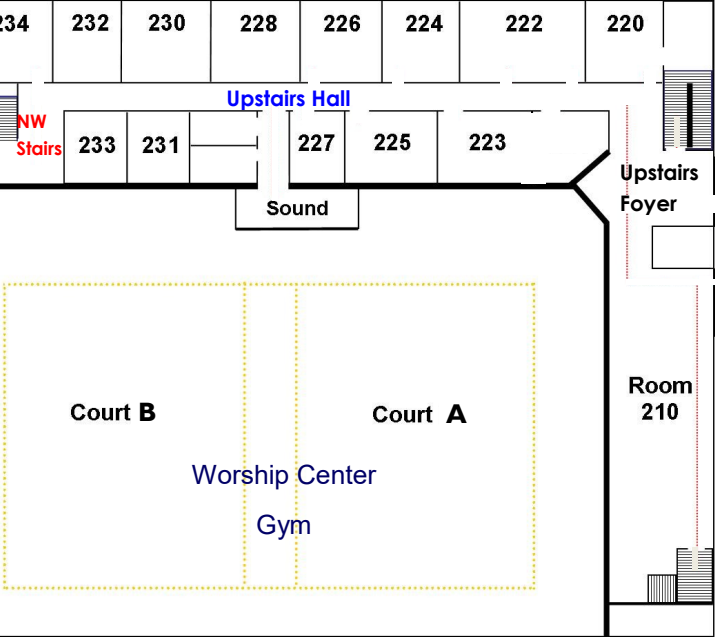 234 232 230 228 226 224 222 220
Upstairs Hall
NW
Stairs
233 231 227 225 223
Upstairs
Foyer
Sound
Room
210
Court B
Court A
Worship Center
Gym